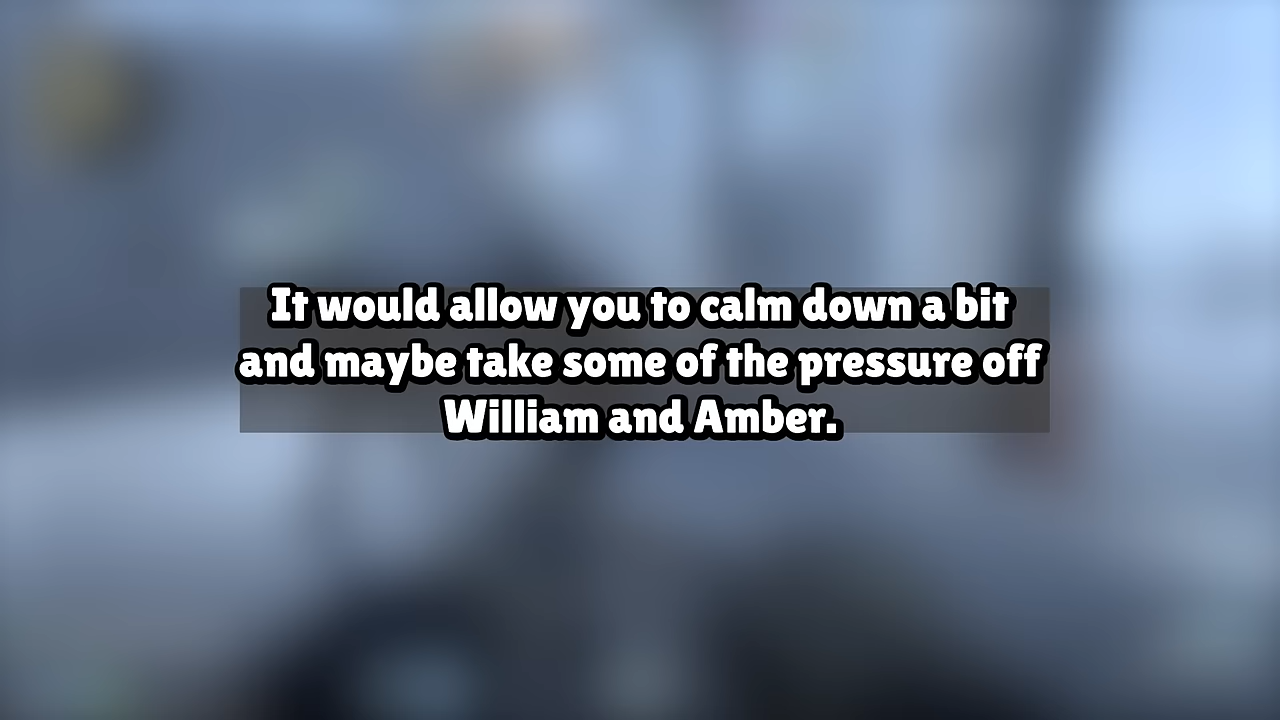 It would allow you to calm down a bit
and maybe take some of the pressure off
William and Amber.